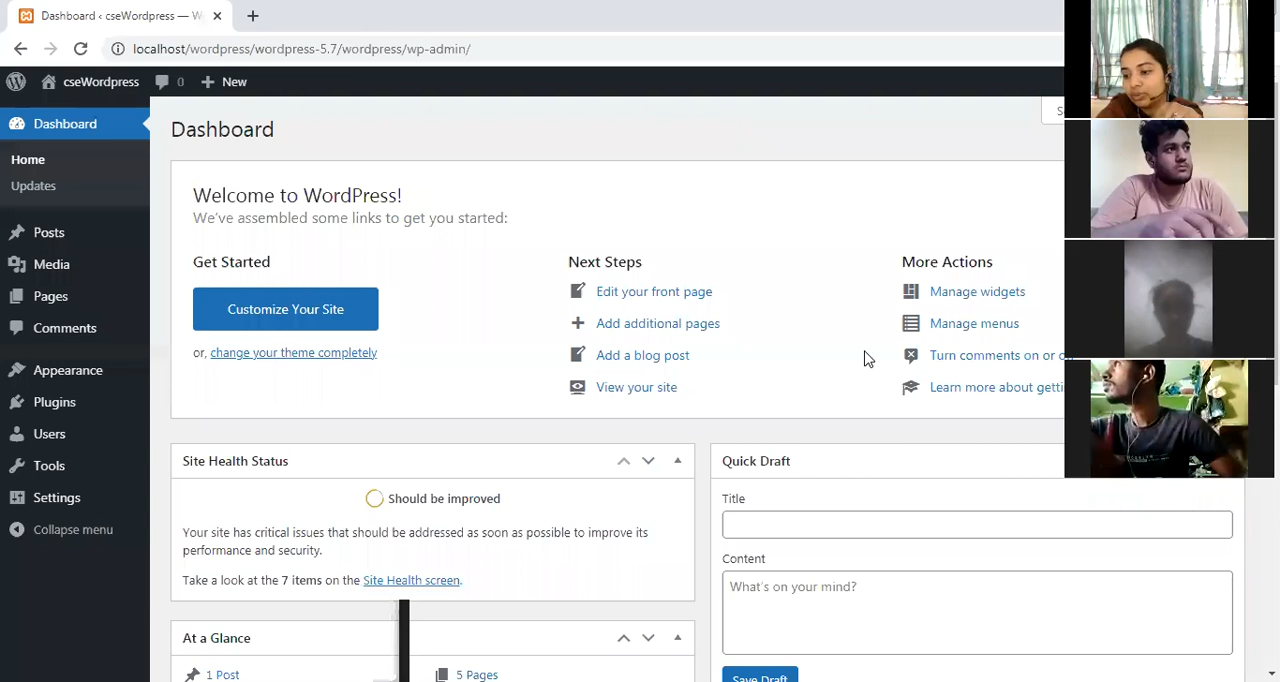 Dashboard ‹ cseWordpress — W
localhost/wordpress/wordpress-5.7/wordpress/wp-admin/
cseWordpress 0 New
Dashboard
Home
Updates
Posts
Media
Pages
Comments
Appearance
Plugins
Users
Tools
Settings
Collapse menu
Dashboard
S
Welcome to WordPress!
We've assembled some links to get you started:
Get Started
Customize Your Site
or, change your theme completely
Next Steps
Edit your front page
Add additional pages
Add a blog post
View your site
More Actions
Manage widgets
Manage menus
Turn comments on or o
Learn more about getti
Site Health Status
Should be improved
Your site has critical issues that should be addressed as soon as possible to improve its
performance and security.
Take a look at the 7 items on the Site Health screen.
At a Glance
1 Post
5 Pages
Quick Draft
Title
Content
What's on your mind?
Save Draft